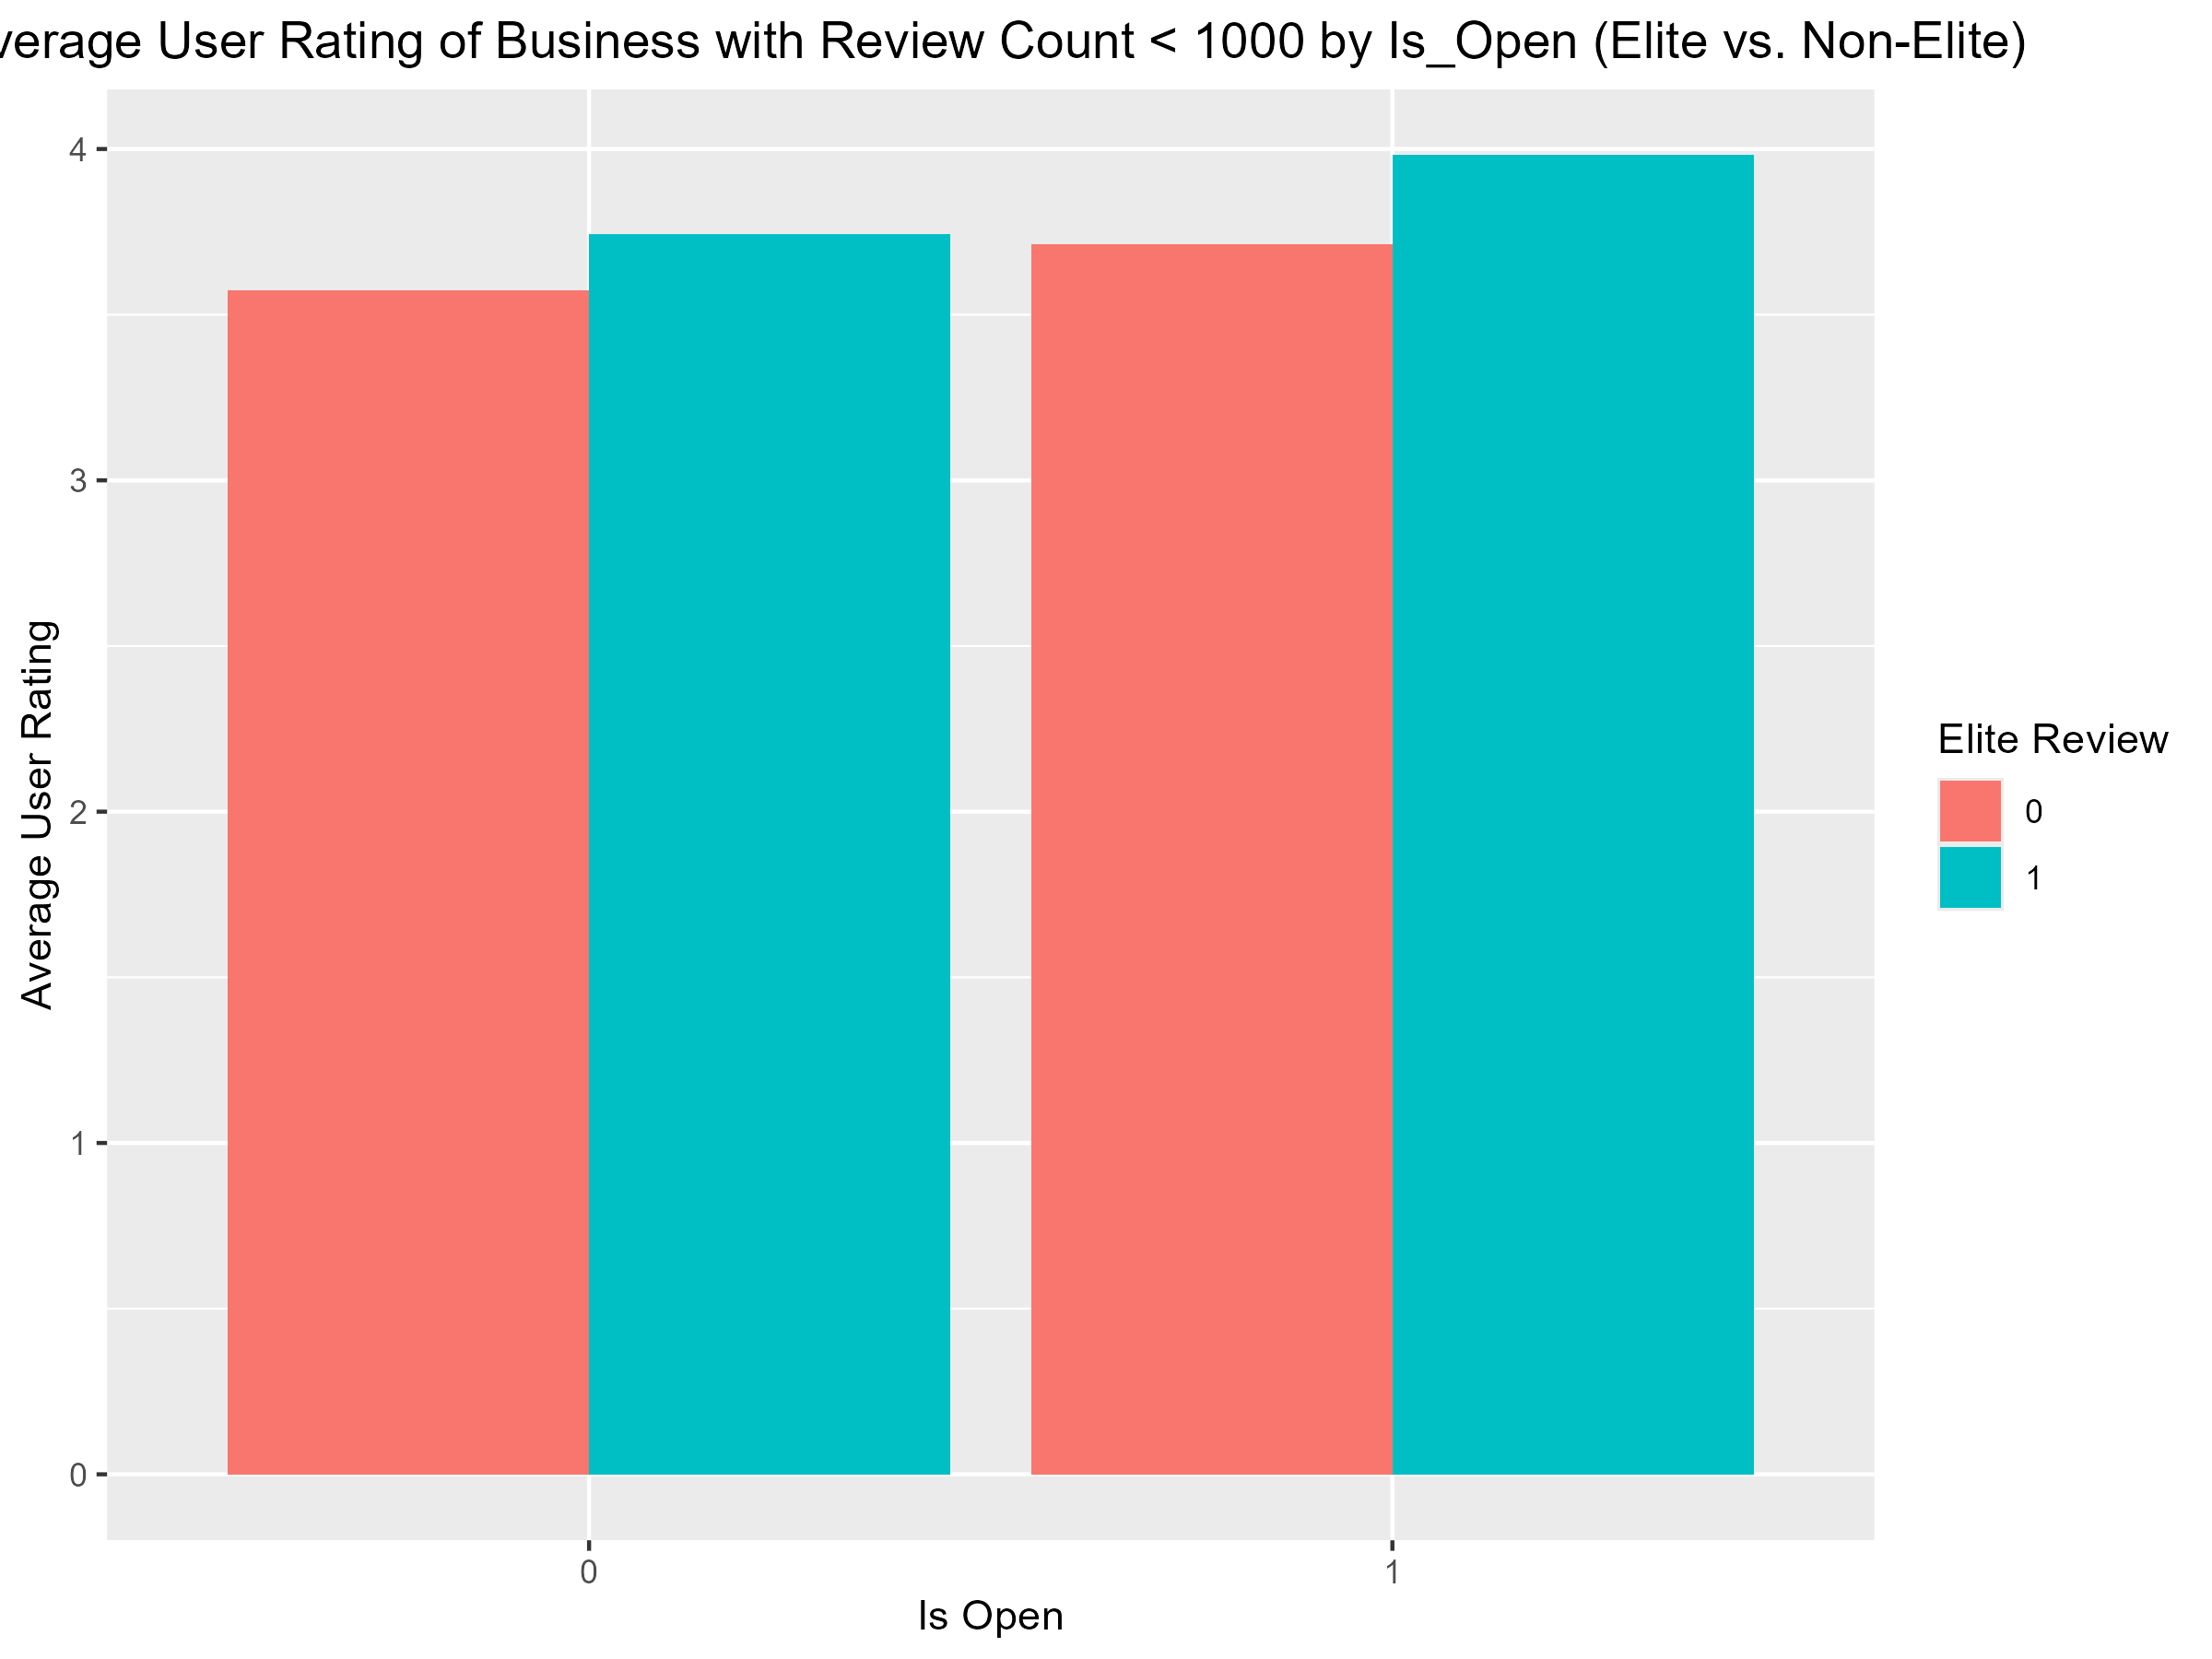 verage User Rating of Business with Review Count < 1000 by Is_Open (Elite vs. Non-Elite)
4
3
2
1
0
Average User Rating
0
1
Is Open
Elite Review
0
1